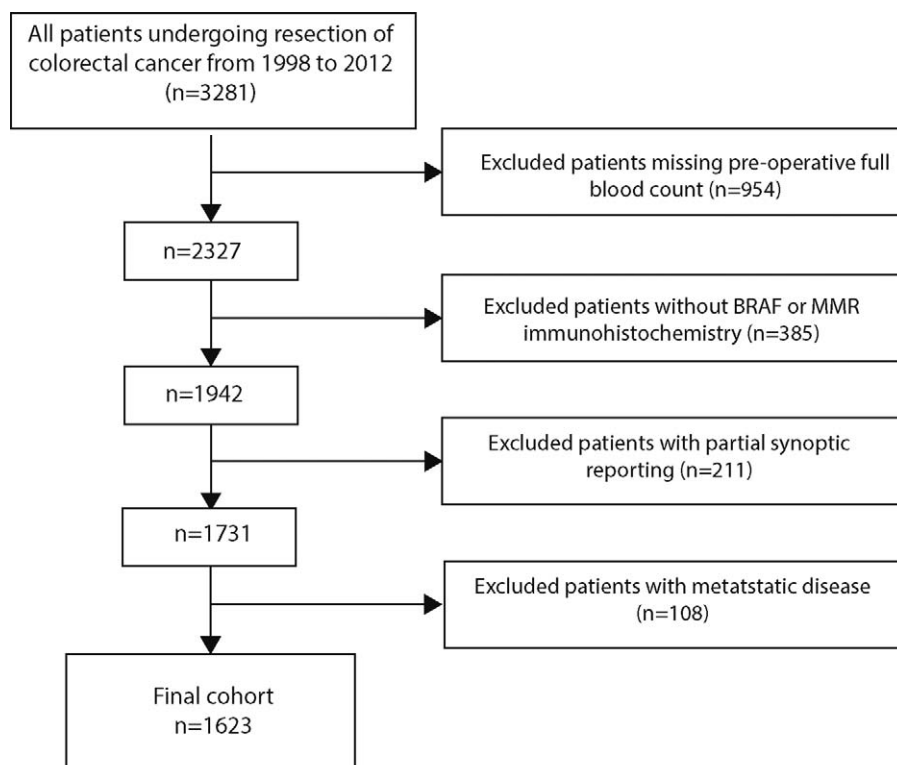 All patients undergoing resection of
colorectal cancer from 1998 to 2012
(n=3281)
Excluded patients missing pre-operative full
blood count (n=954)
n=2327
Excluded patients without BRAF or MMR
immunohistochemistry (n=385)
n=1942
Excluded patients with partial synoptic
reporting (n=211)
n=1731
Excluded patients with metatstatic disease
(n=108)
Final cohort
n=1623